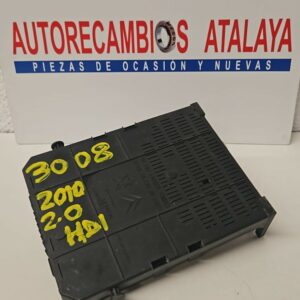 AUTORECAMBIOS ATALAYA
PIEZAS DE OCASIÓN Y NUEVAS
3008
2010
2.0
HDI